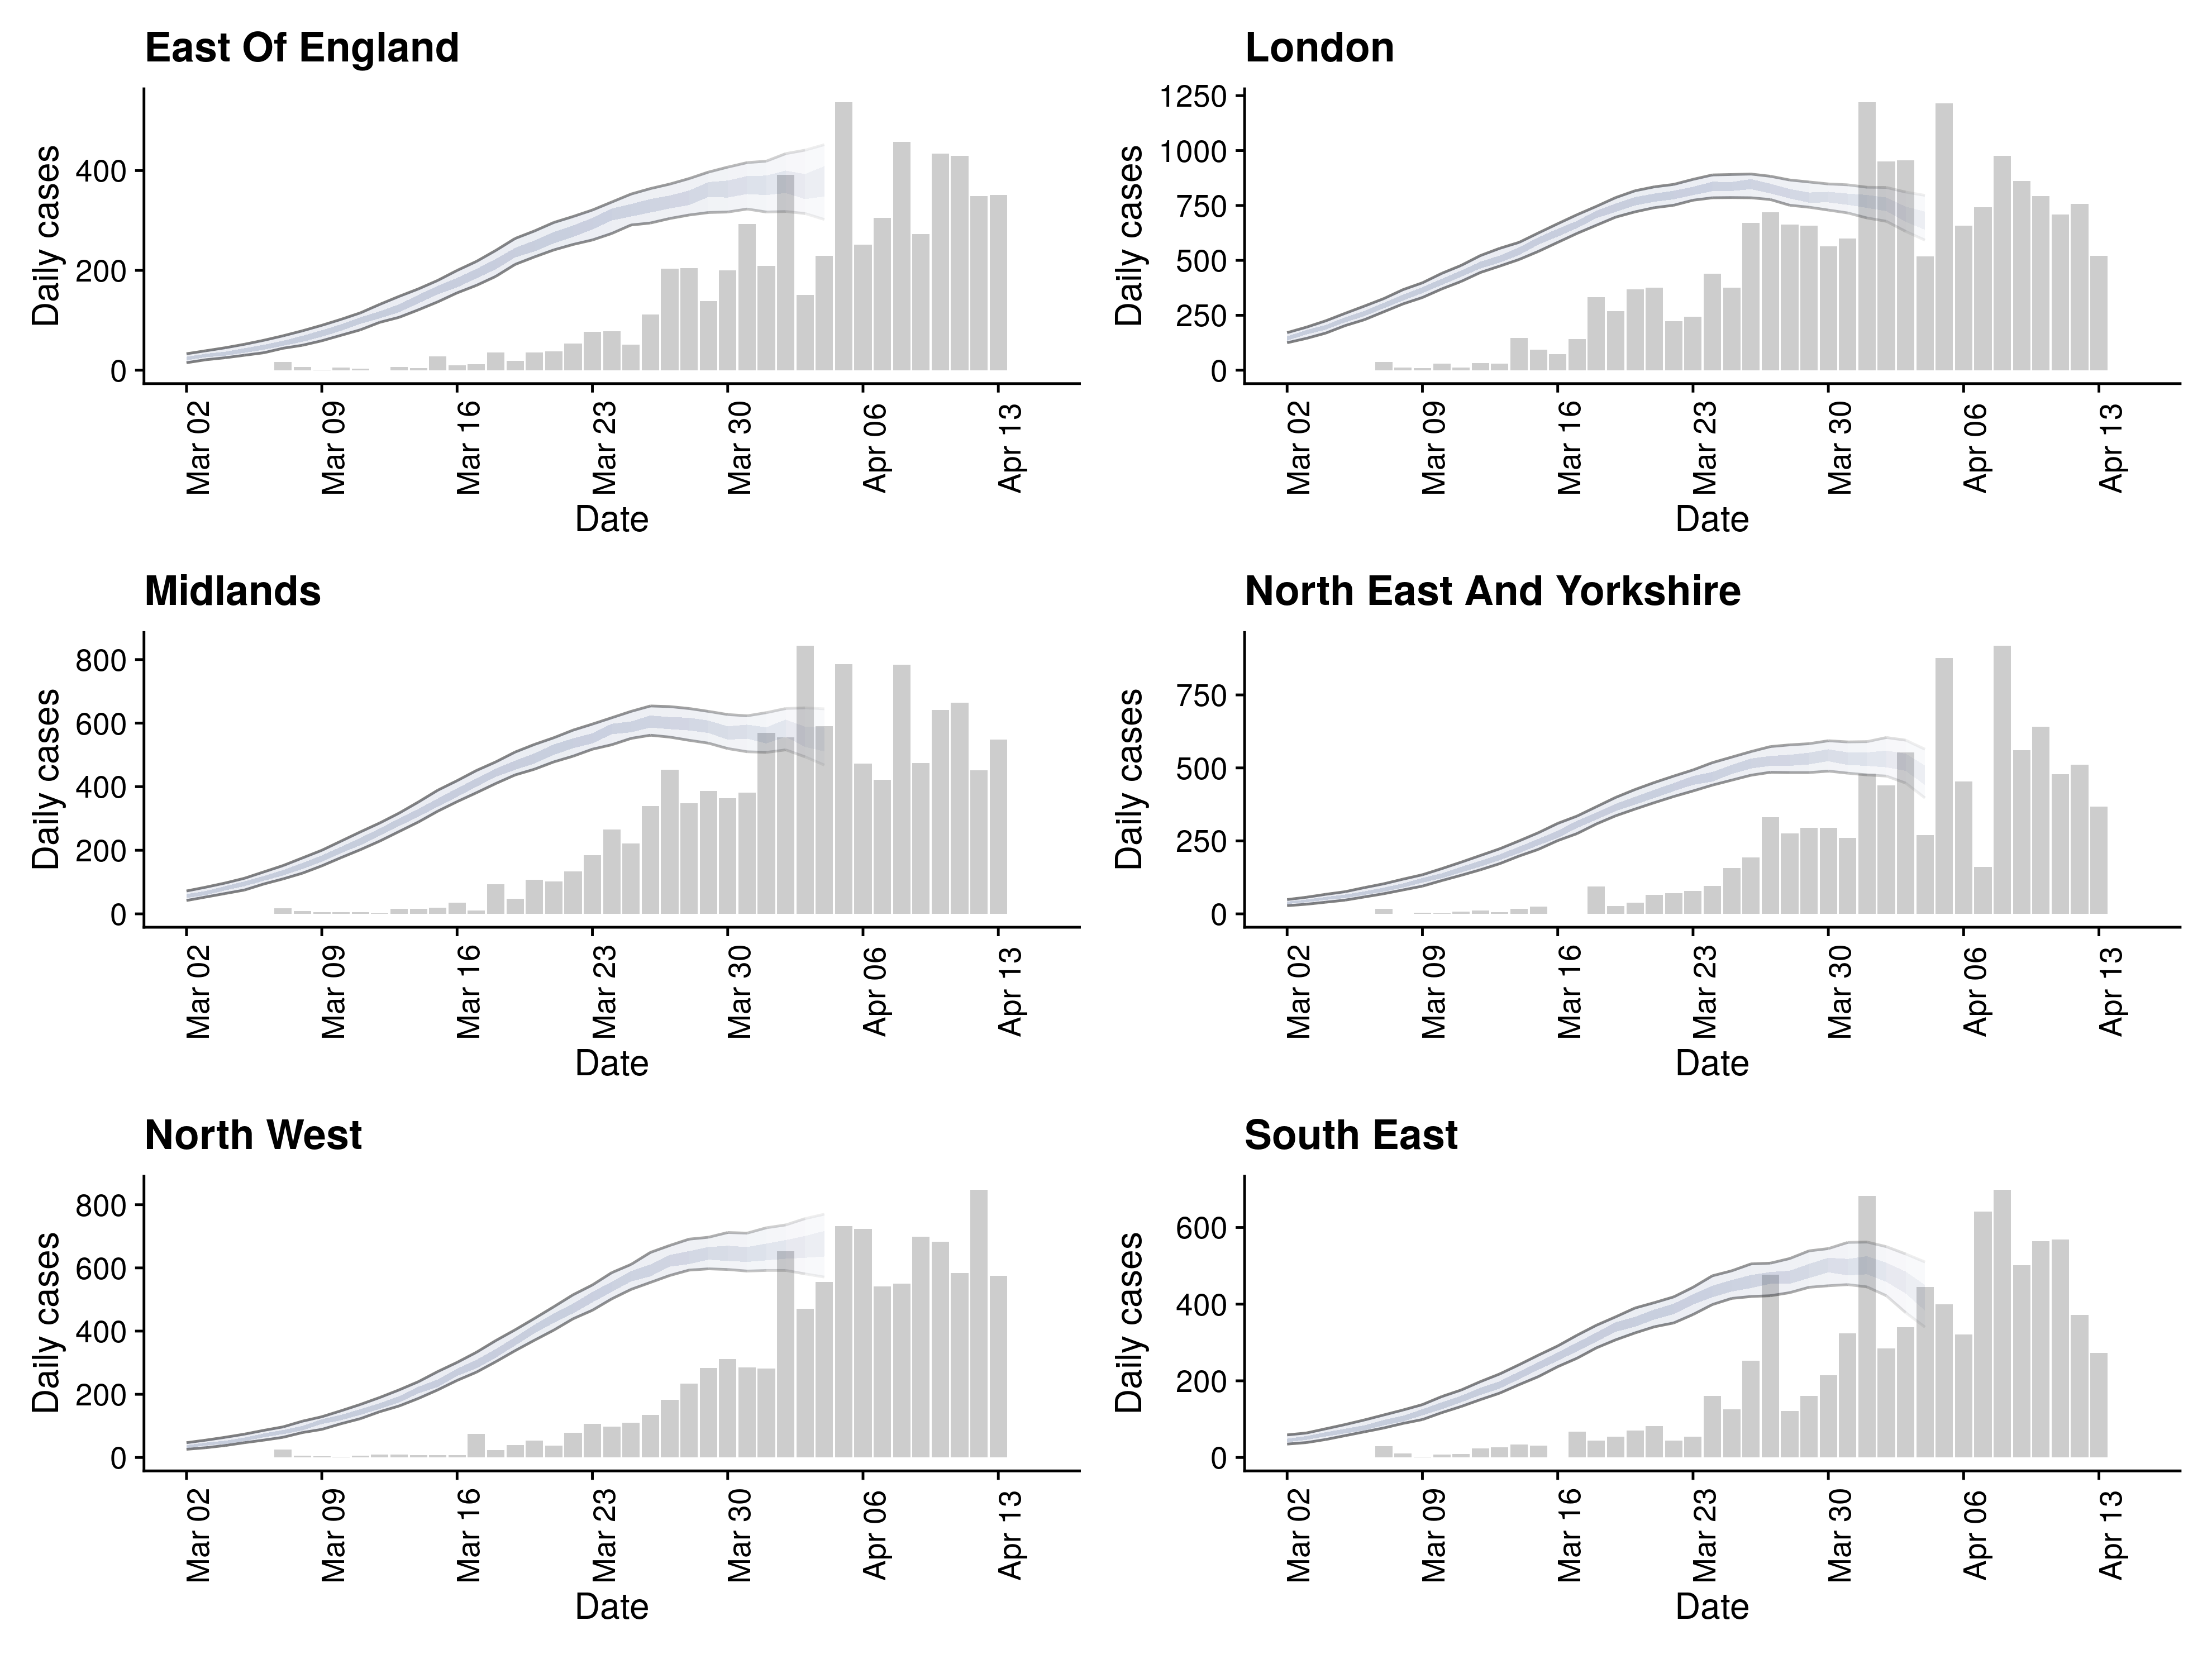 East Of England
Daily cases
400
200
0
Mar 02
Mar 09
Mar 16
Mar 23
Mar 30
Apr 06
Apr 13
Date
London
Daily cases
1250
1000
750
500
250
0
Mar 02
Mar 09
Mar 16
Mar 23
Mar 30
Apr 06
Apr 13
Date
Midlands
Daily cases
800
600
400
200
0
Mar 02
Mar 09
Mar 16
Mar 23
Mar 30
Apr 06
Apr 13
Date
North East And Yorkshire
Daily cases
750
500
250
0
Mar 02
Mar 09
Mar 16
Mar 23
Mar 30
Apr 06
Apr 13
Date
North West
Daily cases
800
600
400
200
0
Mar 02
Mar 09
Mar 16
Mar 23
Mar 30
Apr 06
Apr 13
Date
South East
Daily cases
600
400
200
0
Mar 02
Mar 09
Mar 16
Mar 23
Mar 30
Apr 06
Apr 13
Date